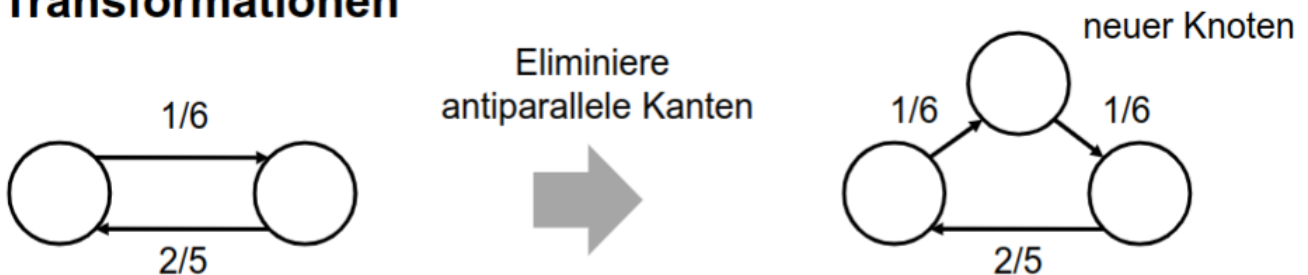 Transformationen
neuer Knoten
Eliminiere
antiparallele Kanten
1/6
1/6
1/6
2/5
2/5